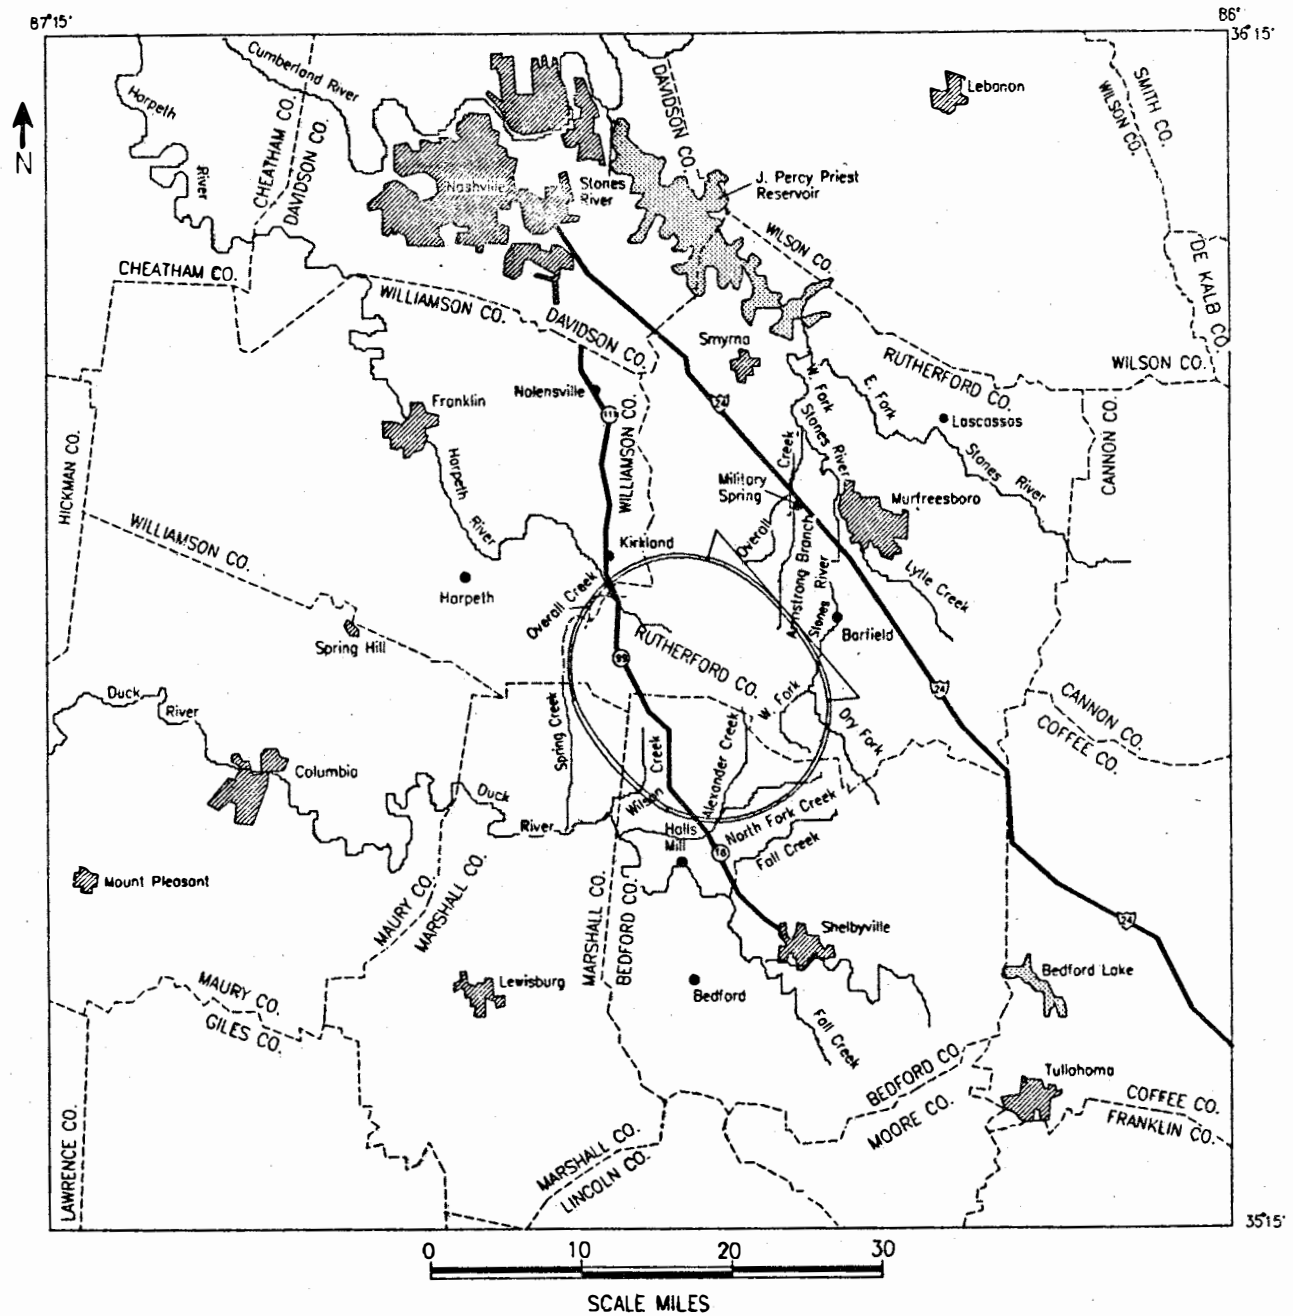 87°15'
86°
36°15'
Cumberland River
Harpeth
River
CHEATHAM CO.
DAVIDSON CO.
DAVIDSON CO.
SMITH CO.
WILSON CO.
Lebanon
N
Nashville
Stones
River
J. Percy Priest
Reservoir
WILSON CO.
DE KALB CO.
CHEATHAM CO.
WILLIAMSON CO.
DAVIDSON CO.
Smyrna
RUTHERFORD CO.
WILSON CO.
Nolensville
Franklin
24
W. Fork
Stones River
E. Fork
Stones River
Lascassas
CANNON CO.
HICKMAN CO.
WILLIAMSON CO.
Harpeth
River
WILLIAMSON CO.
Creek
Overall
Military
Spring
Murfreesboro
Kirkland
Armstrong Branch
Stones River
Lytle Creek
Harpeth
Overall Creek
Barfield
Spring Hill
RUTHERFORD CO.
99
24
Duck
River
Spring Creek
W. Fork
Dry Fork
CANNON CO.
COFFEE CO.
Columbia
Creek
Wilson
Alexander Creek
Duck
River
North Fork Creek
Halls
Mill
16
Fall Creek
Mount Pleasant
MAURY CO.
MARSHALL CO.
MARSHALL CO.
BEDFORD CO.
Shelbyville
24
Lewisburg
Bedford
Bedford Lake
MAURY CO.
GILES CO.
Fall Creek
BEDFORD CO.
MOORE CO.
Tullahoma
COFFEE CO.
FRANKLIN CO.
LAWRENCE CO.
MARSHALL CO.
LINCOLN CO.
35°15'
0 10 20 30
SCALE MILES